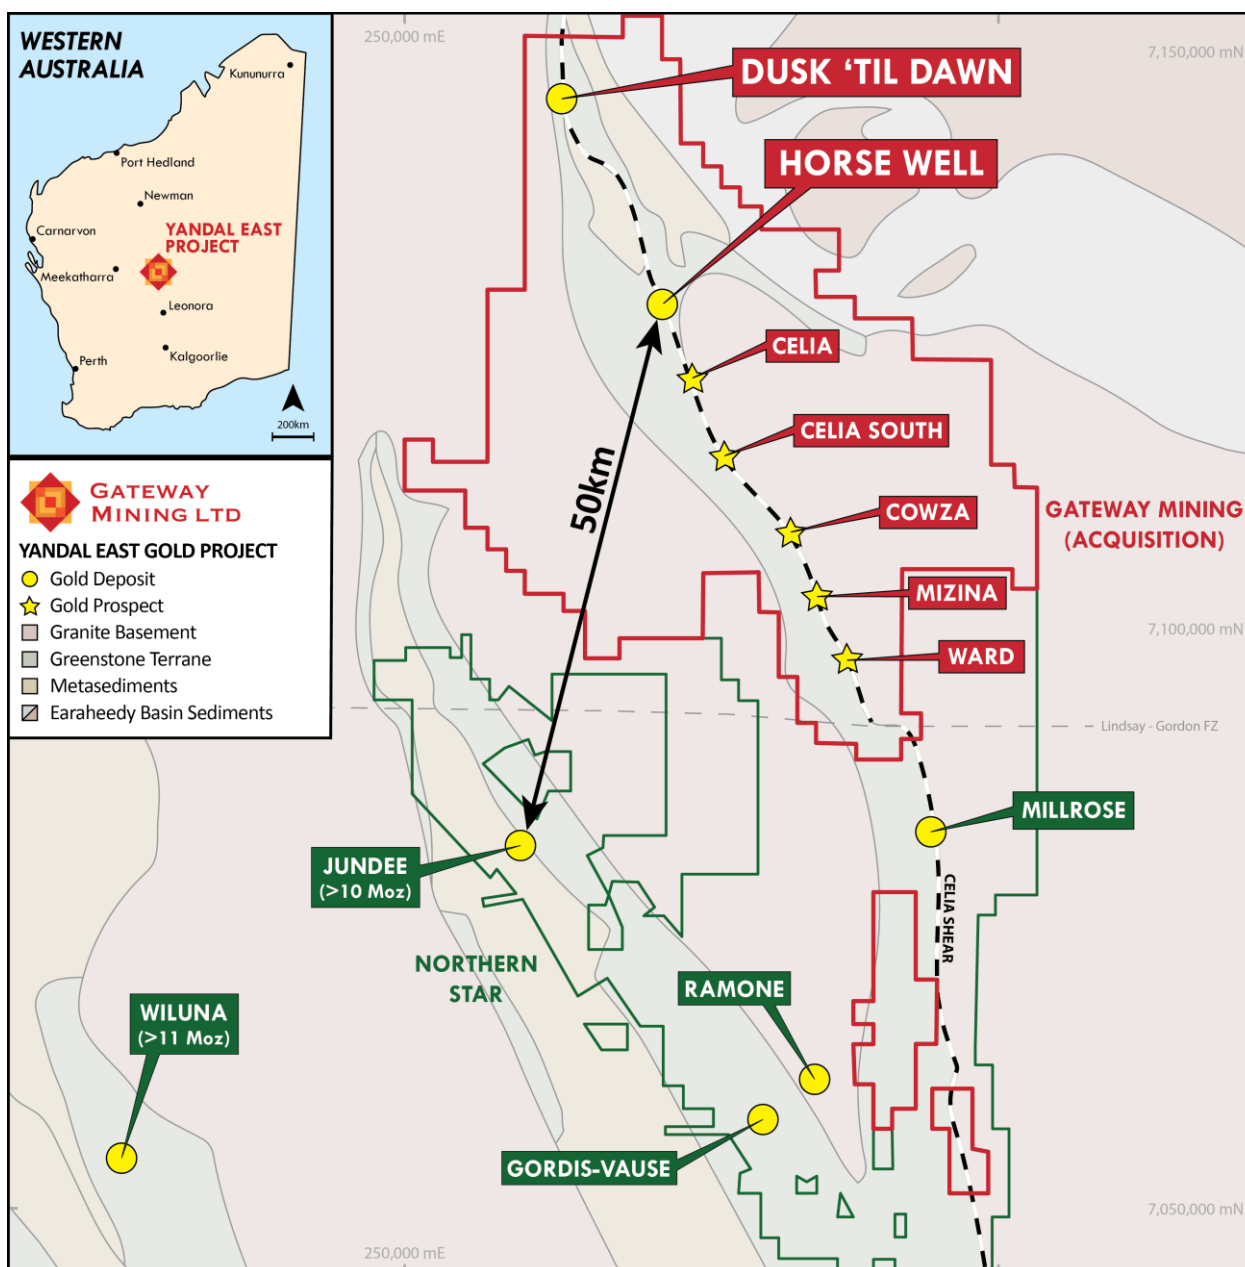 WESTERN
AUSTRALIA
Kununurra
Port Hedland
Newman
Carnarvon
YANDAL EAST
PROJECT
Meekatharra
Leonora
Kalgoorlie
Perth
200km
GATEWAY
MINING LTD
YANDAL EAST GOLD PROJECT
Gold Deposit
Gold Prospect
Granite Basement
Greenstone Terrane
Metasediments
Earaheedy Basin Sediments
250,000 mE
7,150,000 mN
DUSK ‘TIL DAWN
HORSE WELL
CELIA
CELIA SOUTH
50km
COWZA
GATEWAY MINING
(ACQUISITION)
MIZINA
7,100,000 mN
WARD
Lindsay - Gordon FZ
MILLROSE
JUNDEE
(>10 Moz)
CELIA SHEAR
NORTHERN
STAR
RAMONE
WILUNA
(>11 Moz)
GORDIS-VAUSE
7,050,000 mN
250,000 mE